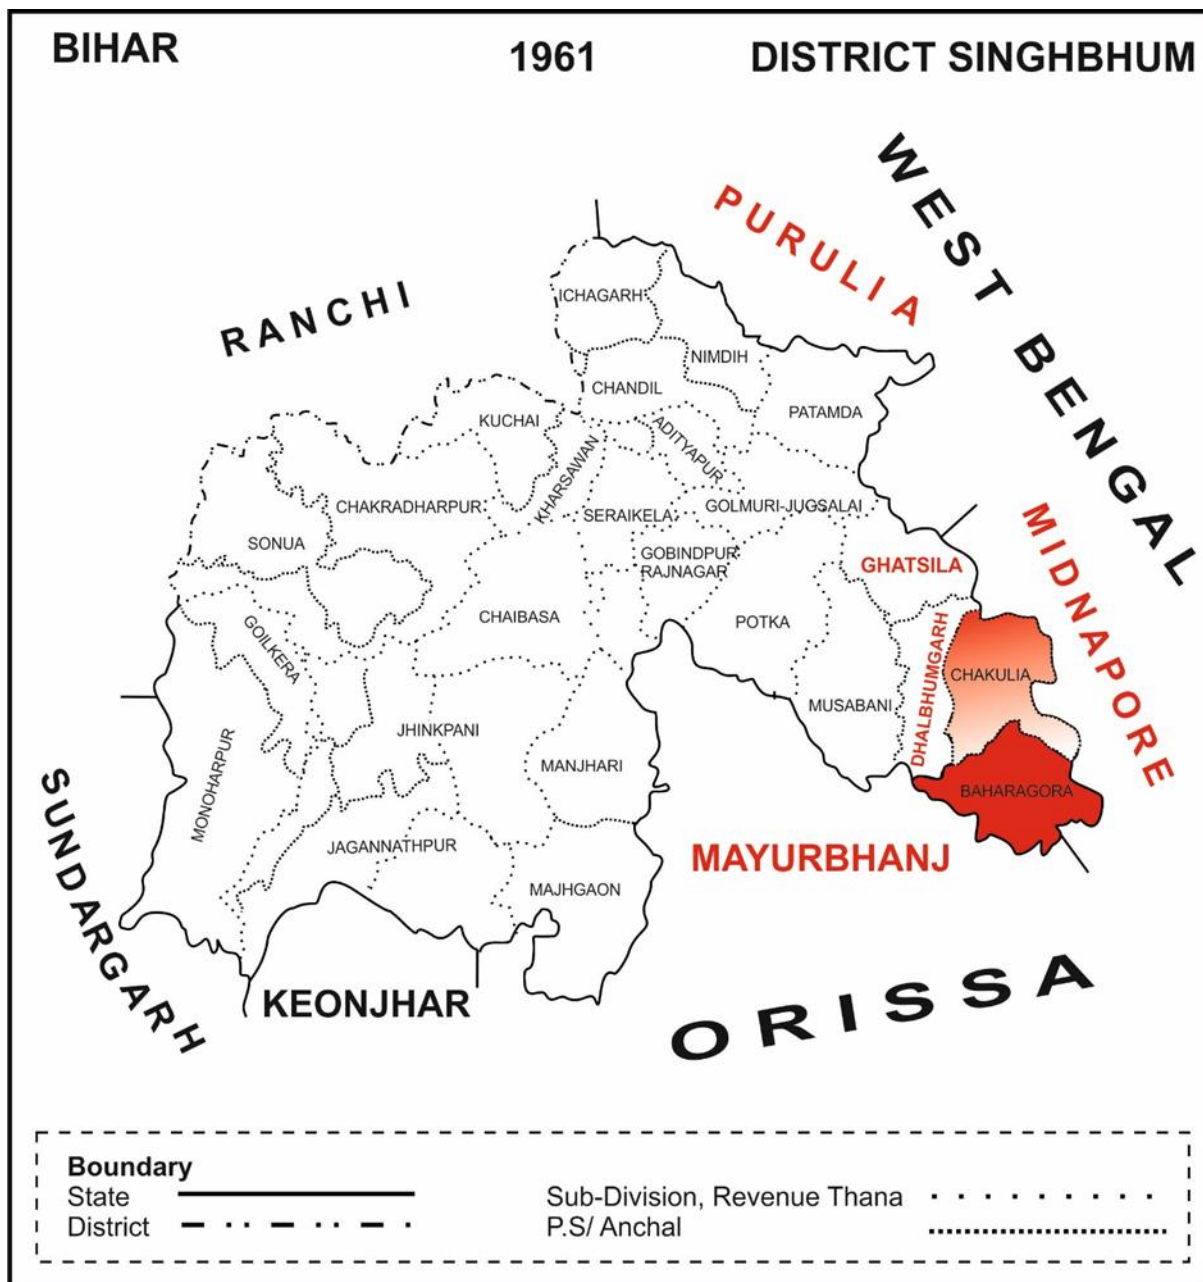 BIHAR 1961 DISTRICT SINGHBHUM
WEST BENGAL
PURULIA
RANCHI
ICHAGARH
NIMDIH
CHANDIL
PATAMDA
KUCHAI
ADITYAPUR
KHARSAWAN
CHAKRADHARPUR
SERAIKELA
GOLMURI-JUGSALAI
MIDNAPORE
SONUA
GOBINDPUR
RAJNAGAR
GHATSILA
CHAIBASA
POTKA
GOILKERA
DHALBHUMGARH
CHAKULIA
MUSABANI
JHINKPANI
MANJHARI
MONOHARPUR
BAHARAGORA
SUNDARGARH
JAGANNATHPUR
MAYURBHANJ
MAJHGAON
KEONJHAR
ORISSA
Boundary
State
District
Sub-Division, Revenue Thana
P.S/ Anchal